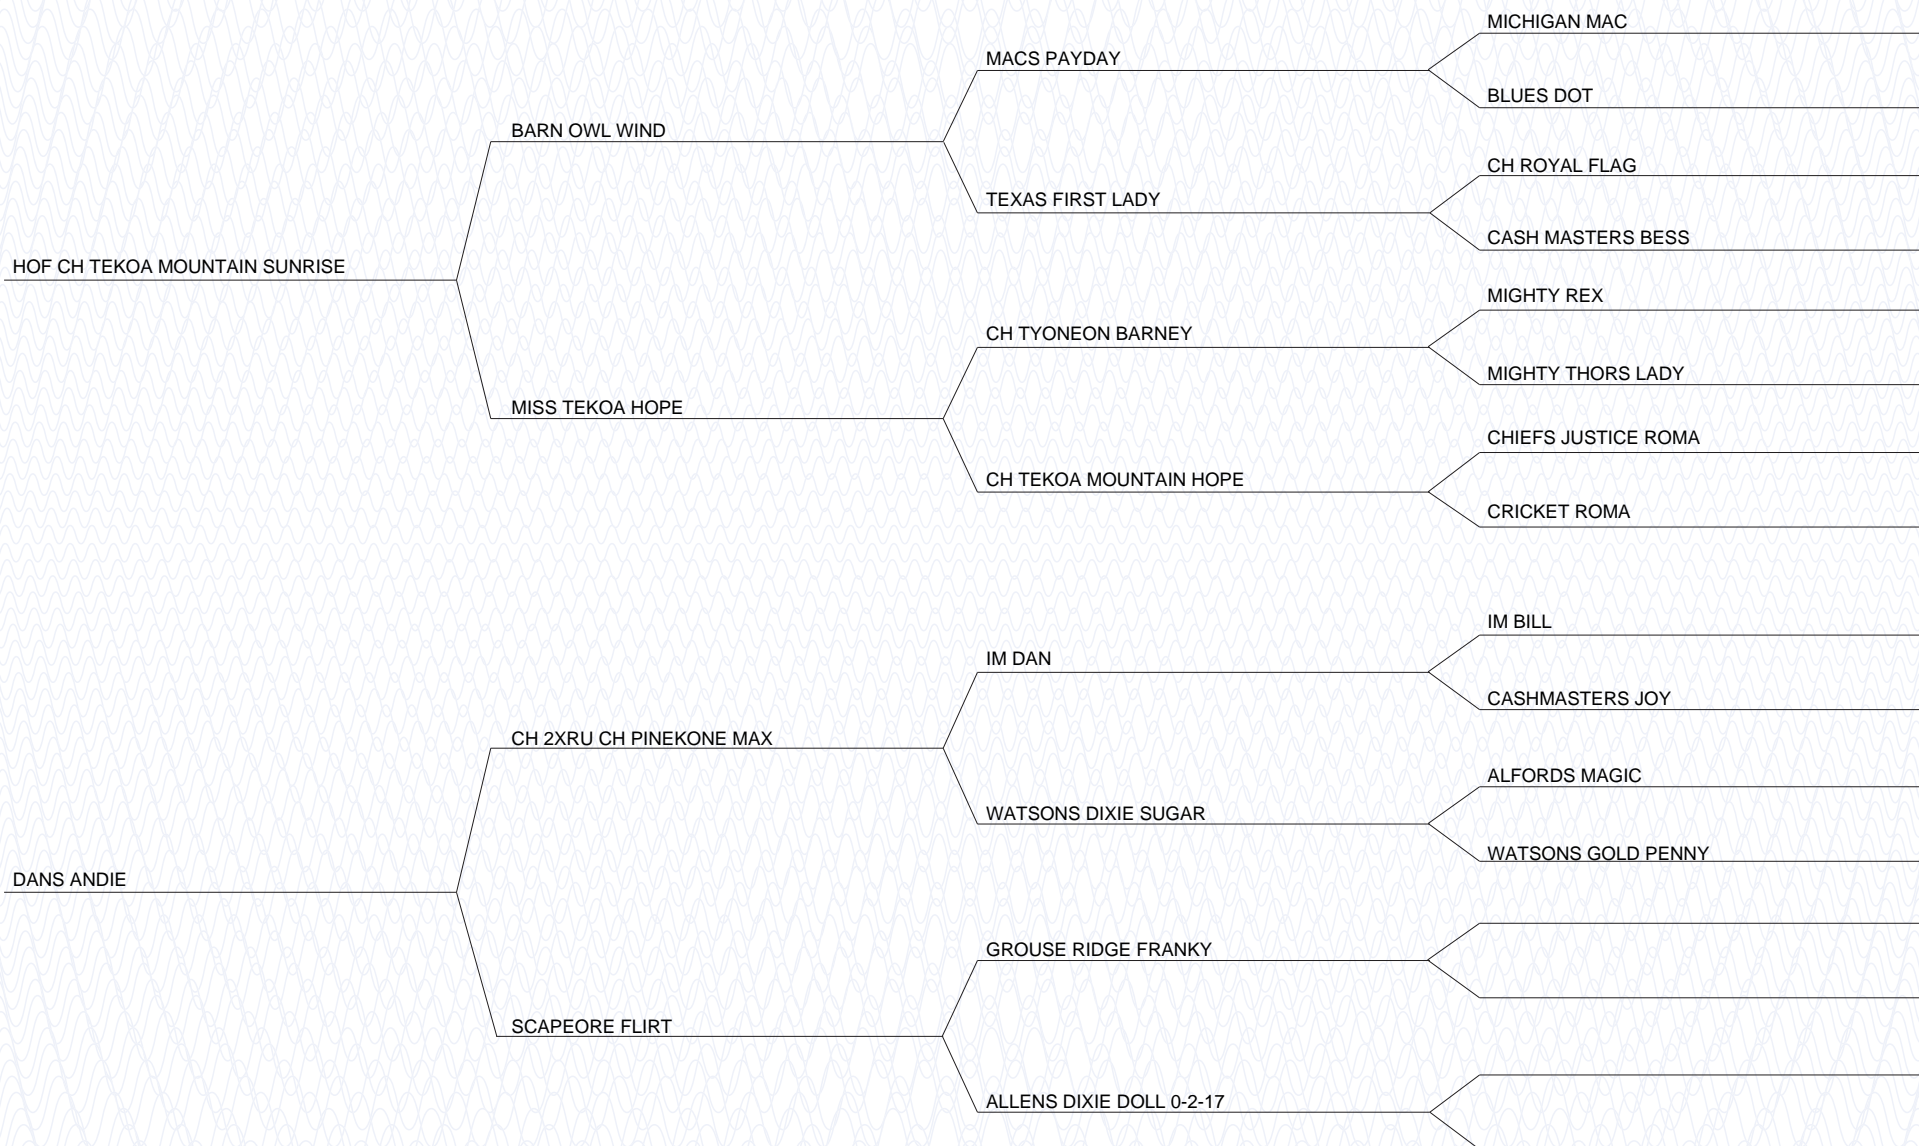 MICHIGAN MAC
MACS PAYDAY
BLUES DOT
BARN OWL WIND
CH ROYAL FLAG
TEXAS FIRST LADY
CASH MASTERS BESS
HOF CH TEKOA MOUNTAIN SUNRISE
MIGHTY REX
CH TYONEON BARNEY
MIGHTY THORS LADY
MISS TEKOA HOPE
CHIEFS JUSTICE ROMA
CH TEKOA MOUNTAIN HOPE
CRICKET ROMA
IM BILL
IM DAN
CASHMASTERS JOY
CH 2XRU CH PINEKONE MAX
ALFORDS MAGIC
WATSONS DIXIE SUGAR
WATSONS GOLD PENNY
DANS ANDIE
GROUSE RIDGE FRANKY
SCAPEORE FLIRT
ALLENS DIXIE DOLL 0-2-17